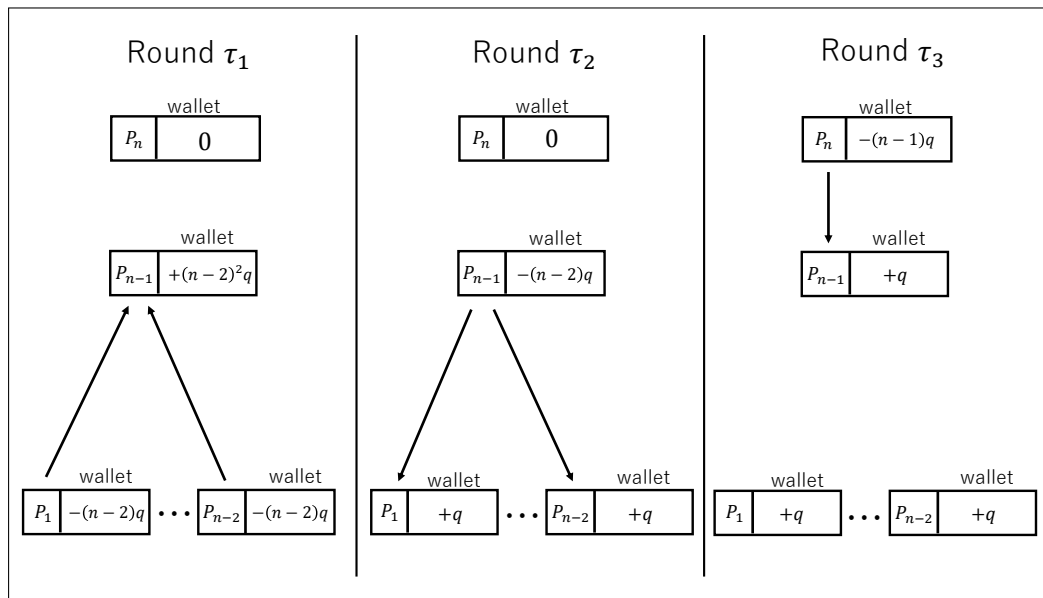 Round τ₁
wallet
Pₙ 0
wallet
Pₙ₋₁ +(n − 2)²q
wallet wallet
P₁ −(n − 2)q ••• Pₙ₋₂ −(n − 2)q
Round τ₂
wallet
Pₙ 0
wallet
Pₙ₋₁ −(n − 2)q
wallet wallet
P₁ +q ••• Pₙ₋₂ +q
Round τ₃
wallet
Pₙ −(n − 1)q
wallet
Pₙ₋₁ +q
wallet wallet
P₁ +q ••• Pₙ₋₂ +q